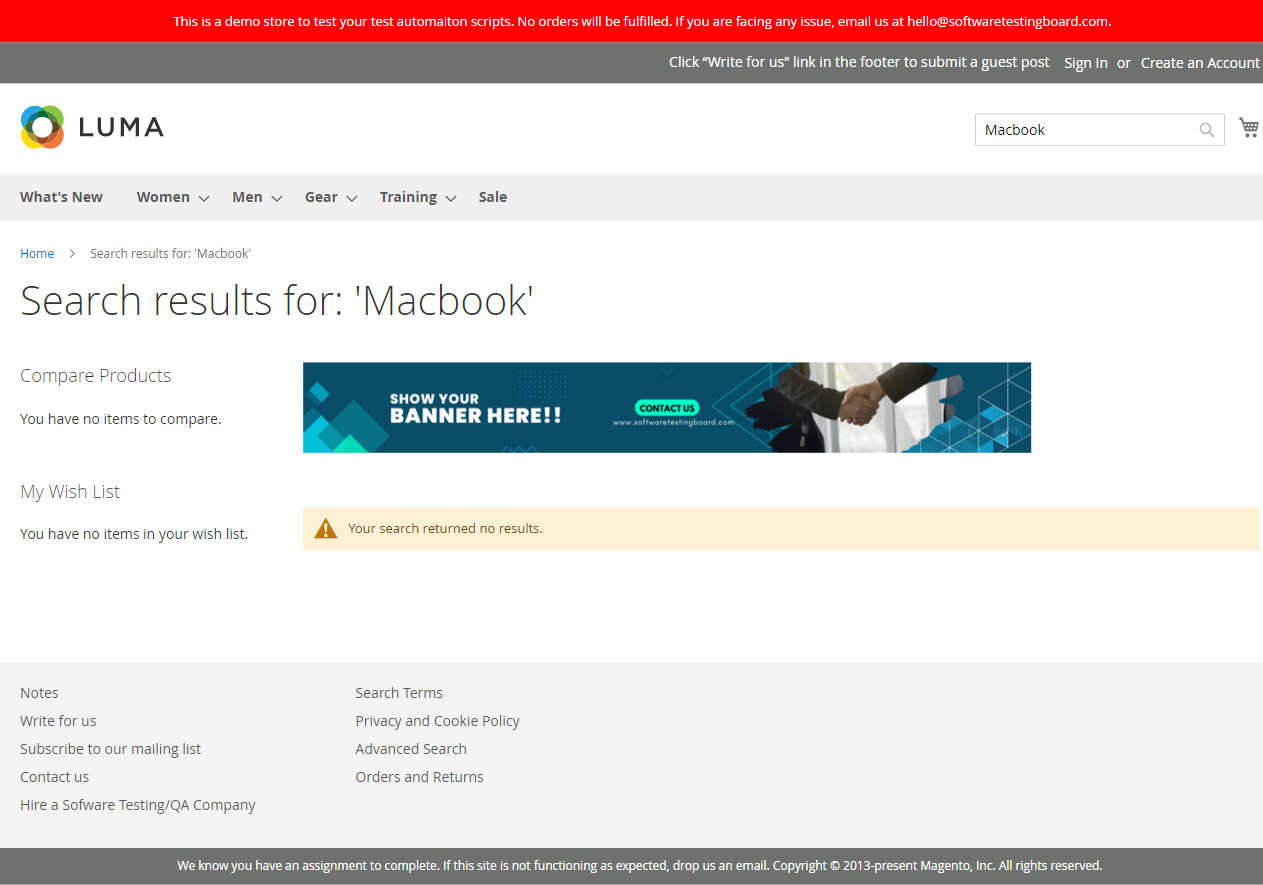 This is a demo store to test your test automaiton scripts. No orders will be fulfilled. If you are facing any issue, email us at hello@softwaretestingboard.com.
Click “Write for us” link in the footer to submit a guest post Sign In or Create an Account
LUMA
Macbook
What's New Women Men Gear Training Sale
Home Search results for: 'Macbook'
Search results for: 'Macbook'
Compare Products
You have no items to compare.
SHOW YOUR
BANNER HERE!!
CONTACT US
www.softwaretestingboard.com
My Wish List
You have no items in your wish list.
Your search returned no results.
Notes
Write for us
Subscribe to our mailing list
Contact us
Hire a Sofware Testing/QA Company
Search Terms
Privacy and Cookie Policy
Advanced Search
Orders and Returns
We know you have an assignment to complete. If this site is not functioning as expected, drop us an email. Copyright © 2013-present Magento, Inc. All rights reserved.